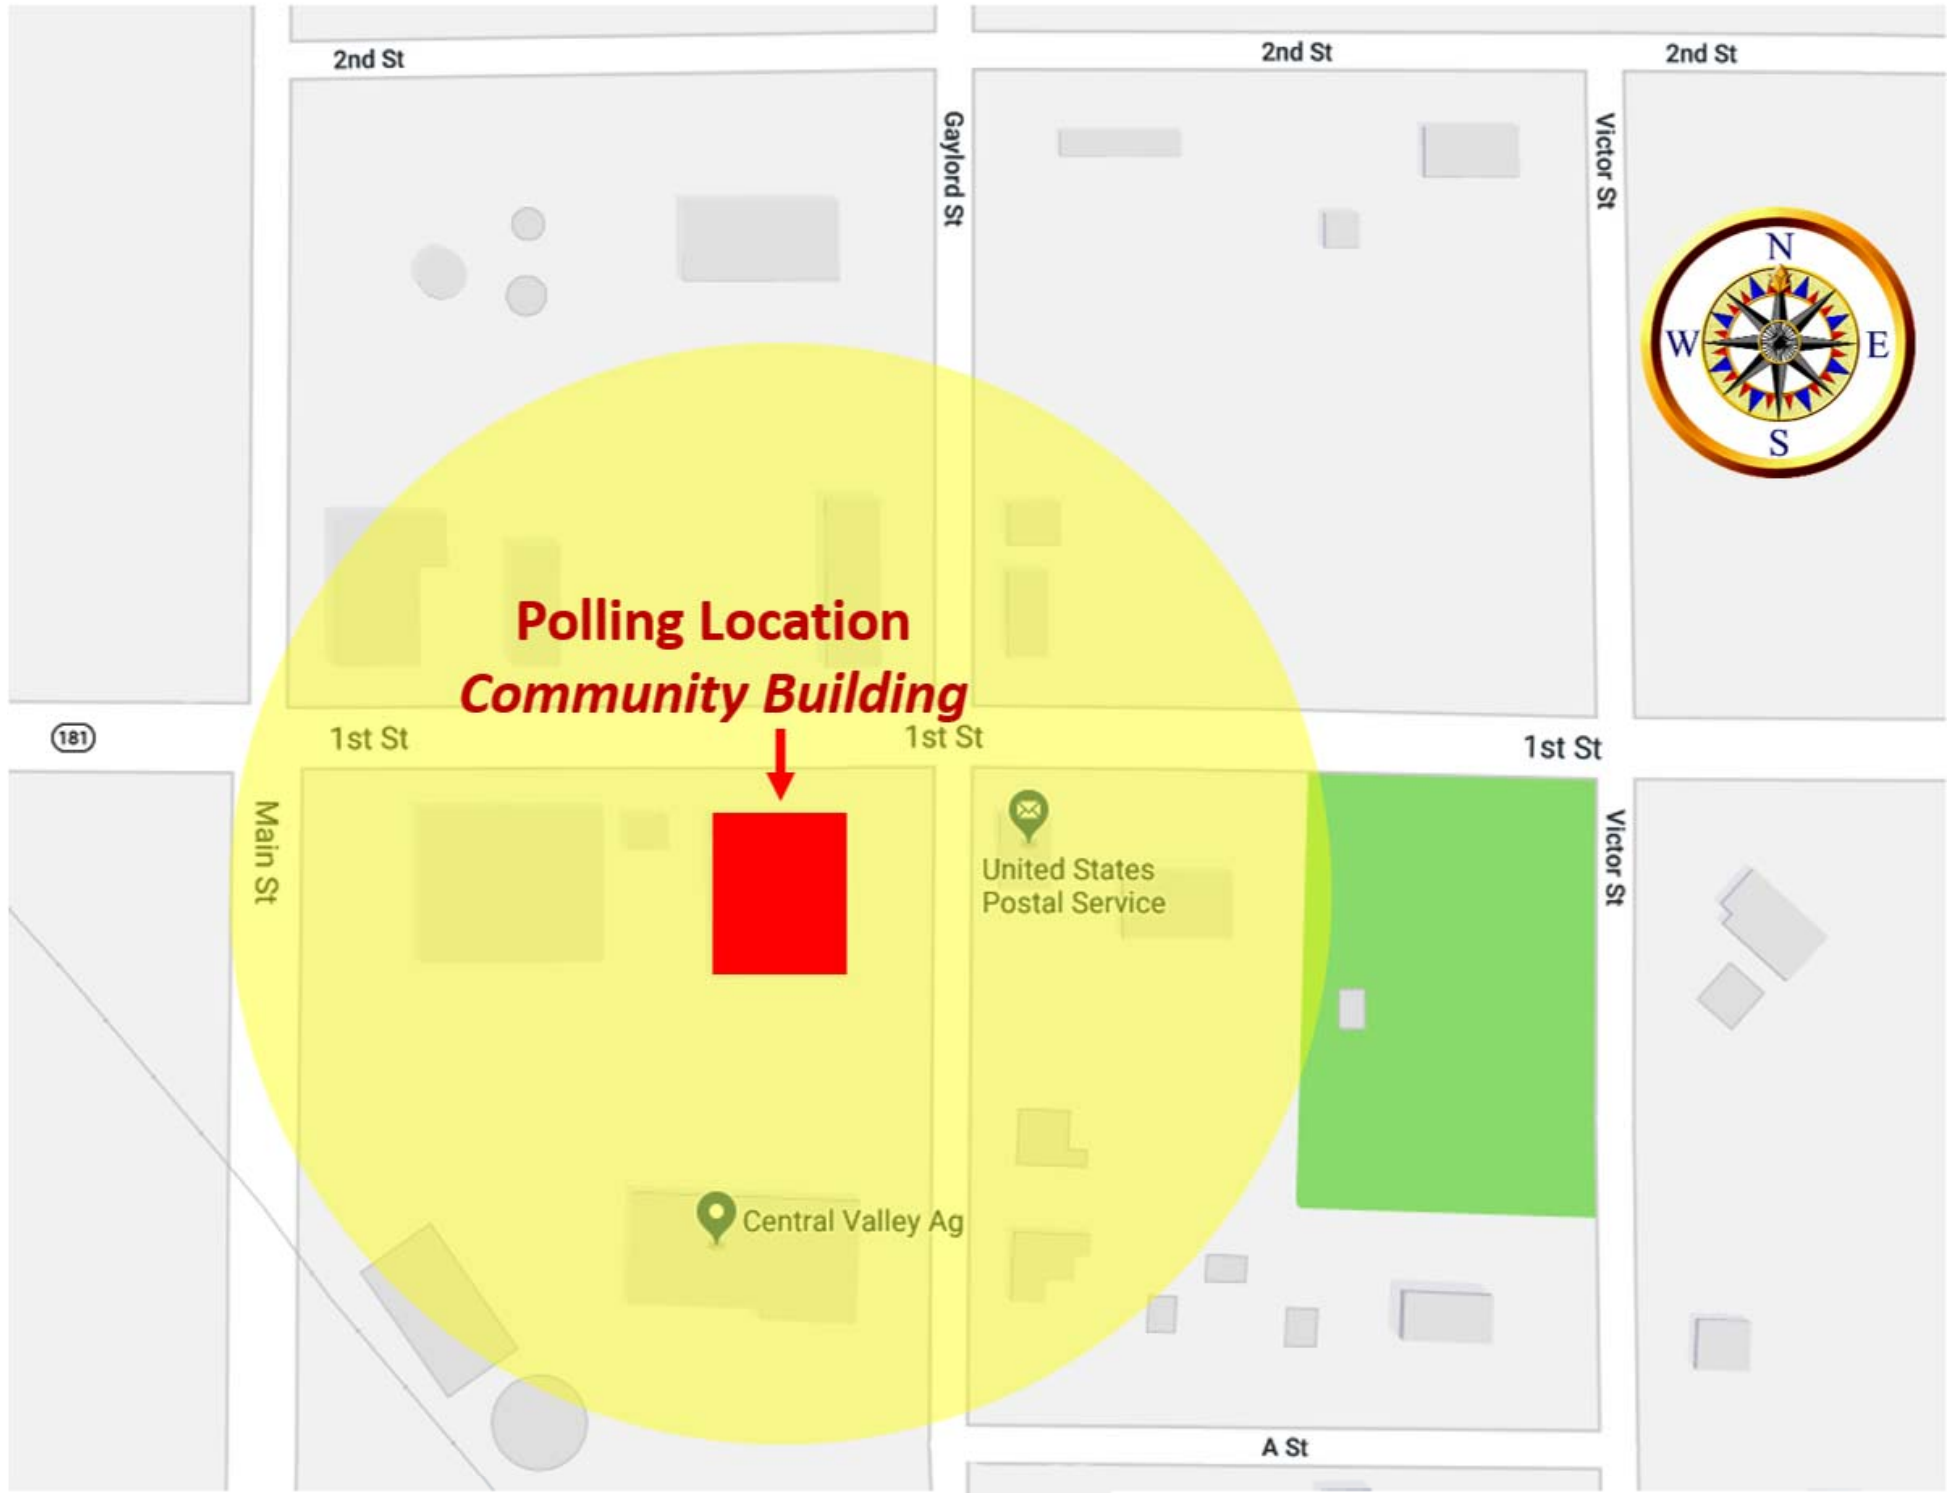 2nd St
2nd St
2nd St
Gaylord St
Victor St
N
W
E
S
Polling Location
Community Building
181
1st St
1st St
1st St
Main St
United States
Postal Service
Victor St
Central Valley Ag
A St